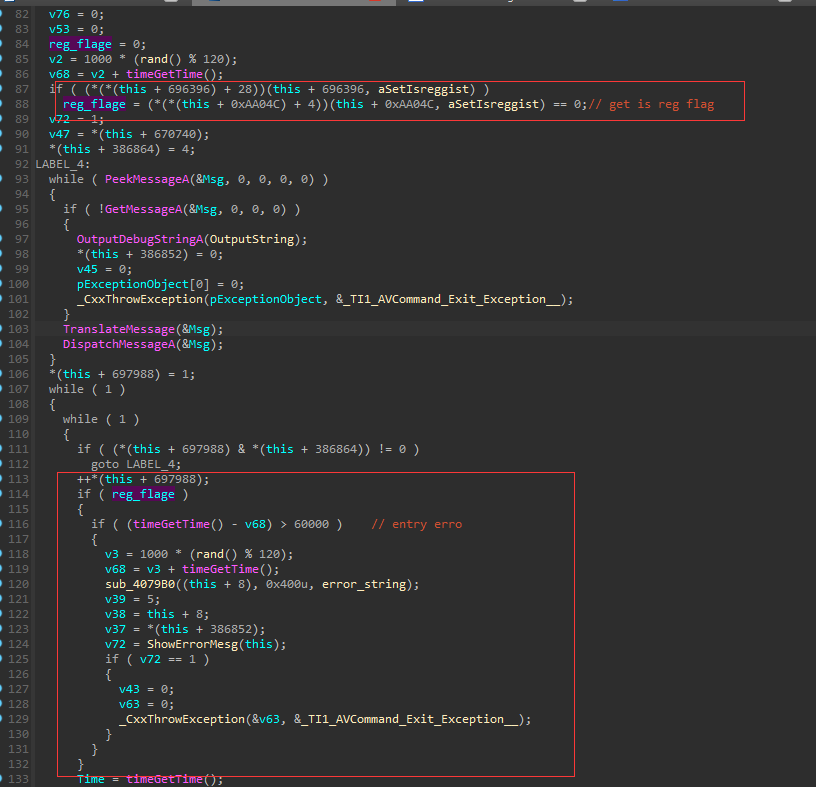 82 v76 = 0;
83 v53 = 0;
84 reg_flage = 0;
85 v2 = 1000 * (rand() % 120);
86 v68 = v2 + timeGetTime();
87 if ( (*(*(this + 696396) + 28))(this + 696396, aSetIsreggist) )
88 reg_flage = (*(*(this + 0xAA04C) + 4))(this + 0xAA04C, aSetIsreggist) == 0;// get is reg flag
89 v72 = 1;
90 v47 = *(this + 670740);
91 *(this + 386864) = 4;
92 LABEL_4:
93 while ( PeekMessageA(&Msg, 0, 0, 0, 0) )
94 {
95 if ( !GetMessageA(&Msg, 0, 0, 0) )
96 {
97 OutputDebugStringA(OutputString);
98 *(this + 386852) = 0;
99 v45 = 0;
100 pExceptionObject[0] = 0;
101 _CxxThrowException(pExceptionObject, &_TI1_AVCommand_Exit_Exception__);
102 }
103 TranslateMessage(&Msg);
104 DispatchMessageA(&Msg);
105 }
106 *(this + 697988) = 1;
107 while ( 1 )
108 {
109 while ( 1 )
110 {
111 if ( (*(this + 697988) & *(this + 386864)) != 0 )
112 goto LABEL_4;
113 ++*(this + 697988);
114 if ( reg_flage )
115 {
116 if ( (timeGetTime() - v68) > 60000 ) // entry erro
117 {
118 v3 = 1000 * (rand() % 120);
119 v68 = v3 + timeGetTime();
120 sub_4079B0((this + 8), 0x400u, error_string);
121 v39 = 5;
122 v38 = this + 8;
123 v37 = *(this + 386852);
124 v72 = ShowErrorMesg(this);
125 if ( v72 == 1 )
126 {
127 v43 = 0;
128 v63 = 0;
129 _CxxThrowException(&v63, &_TI1_AVCommand_Exit_Exception__);
130 }
131 }
132 }
133 Time = timeGetTime();